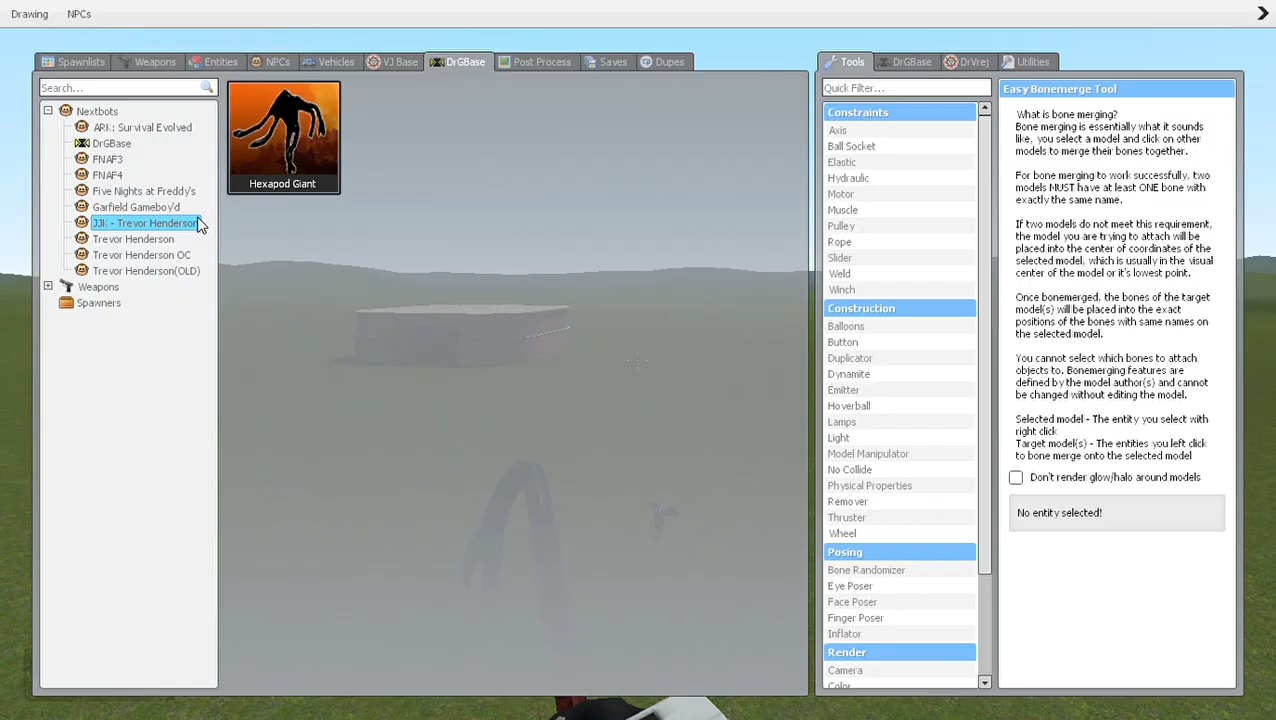 Drawing NPCs
Spawnlists Weapons Entities NPCs Vehicles VJ Base DrGBase Post Process Saves Dupes
Search...
Nextbots
ARK: Survival Evolved
DrGBase
FNAF3
FNAF4
Five Nights at Freddy's
Garfield Gameboy'd
JJK - Trevor Henderson
Trevor Henderson
Trevor Henderson OC
Trevor Henderson(OLD)
Weapons
Spawners
Hexapod Giant
Tools DrGBase DrVrej Utilities
Quick Filter...
Constraints
Axis
Ball Socket
Elastic
Hydraulic
Motor
Muscle
Pulley
Rope
Slider
Weld
Winch
Construction
Balloons
Button
Duplicator
Dynamite
Emitter
Hoverball
Lamps
Light
Model Manipulator
No Collide
Physical Properties
Remover
Thruster
Wheel
Posing
Bone Randomizer
Eye Poser
Face Poser
Finger Poser
Inflator
Render
Camera
Color
Easy Bonemerge Tool
What is bone merging?
Bone merging is essentially what it sounds
like, you select a model and click on other
models to merge their bones together.
For bone merging to work successfully, two
models MUST have at least ONE bone with
exactly the same name.
If two models do not meet this requirement,
the model you are trying to attach will be
placed into the center of coordinates of the
selected model, which is usually in the visual
center of the model or it's lowest point.
Once bonemerged, the bones of the target
model(s) will be placed into the exact
positions of the bones with same names on
the selected model.
You cannot select which bones to attach
objects to. Bonemerging features are
defined by the model author(s) and cannot
be changed without editing the model.
Selected model - The entity you select with
right click
Target model(s) - The entities you left click
to bone merge onto the selected model
Don't render glow/halo around models
No entity selected!